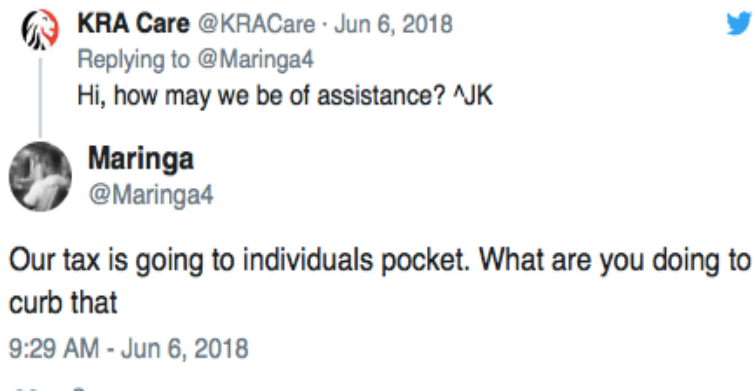 KRA Care @KRACare · Jun 6, 2018
Replying to @Maringa4
Hi, how may we be of assistance? ^JK
Maringa
@Maringa4
Our tax is going to individuals pocket. What are you doing to
curb that
9:29 AM - Jun 6, 2018